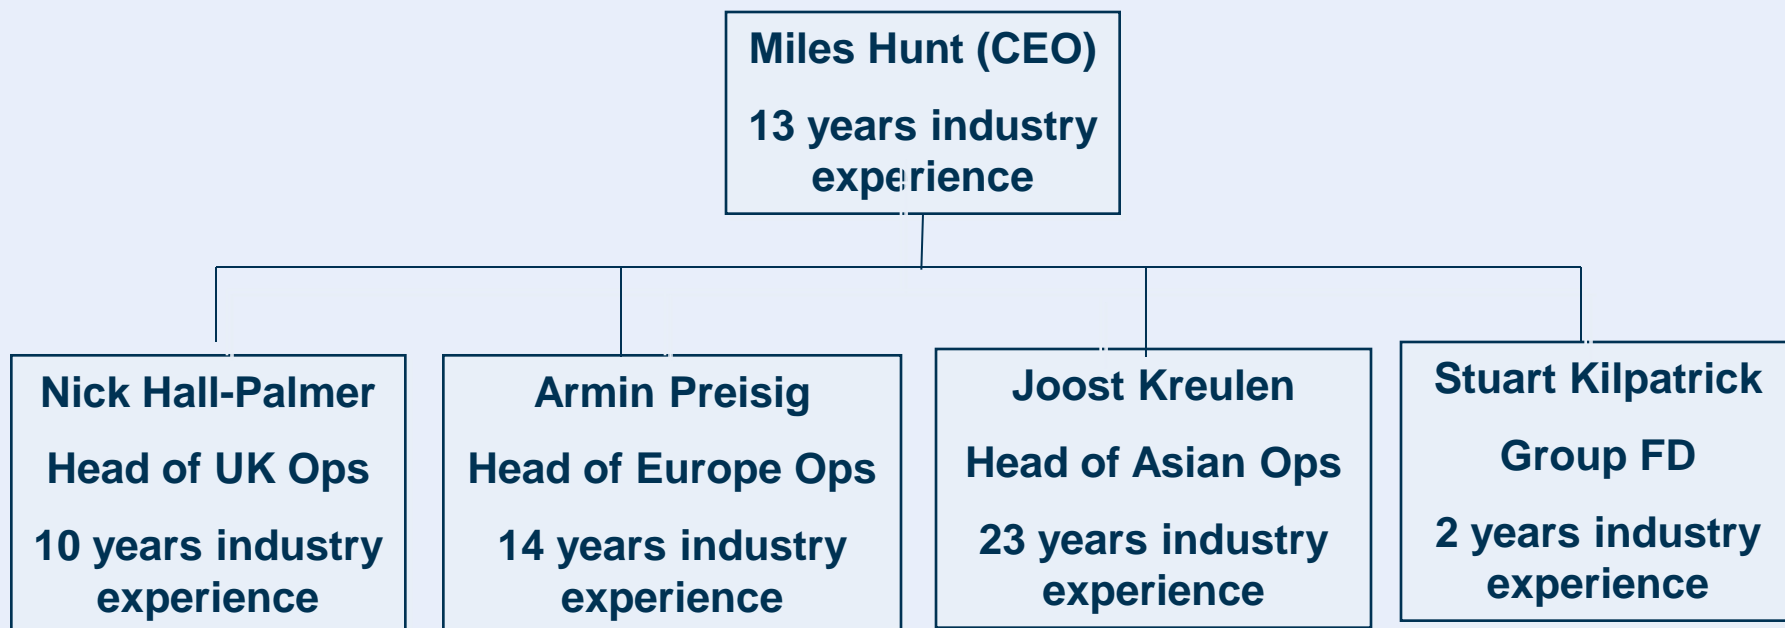 Miles Hunt (CEO)
13 years industry
experience
Nick Hall-Palmer
Head of UK Ops
10 years industry
experience
Armin Preisig
Head of Europe Ops
14 years industry
experience
Joost Kreulen
Head of Asian Ops
23 years industry
experience
Stuart Kilpatrick
Group FD
2 years industry
experience